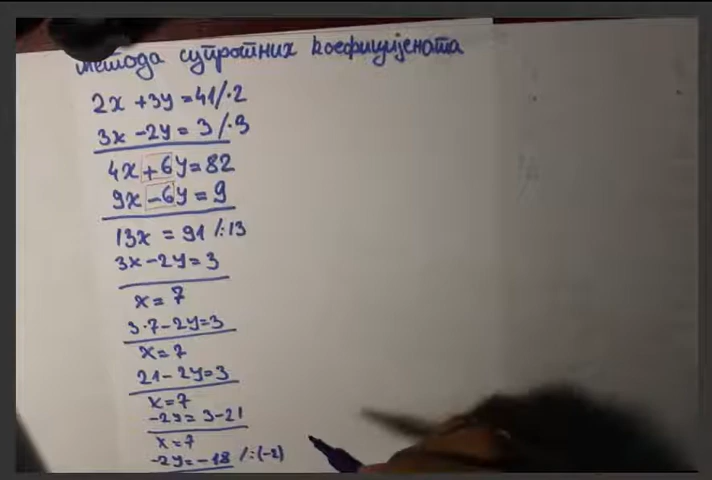 метода супротних коефицијената
2x + 3y = 41 /·2
3x - 2y = 3 /·3
4x + 6y = 82
9x - 6y = 9
13x = 91 /:13
3x - 2y = 3
x = 7
3·7 - 2y = 3
x = 7
21 - 2y = 3
x = 7
-2y = 3 - 21
x = 7
-2y = -18 /:(-2)